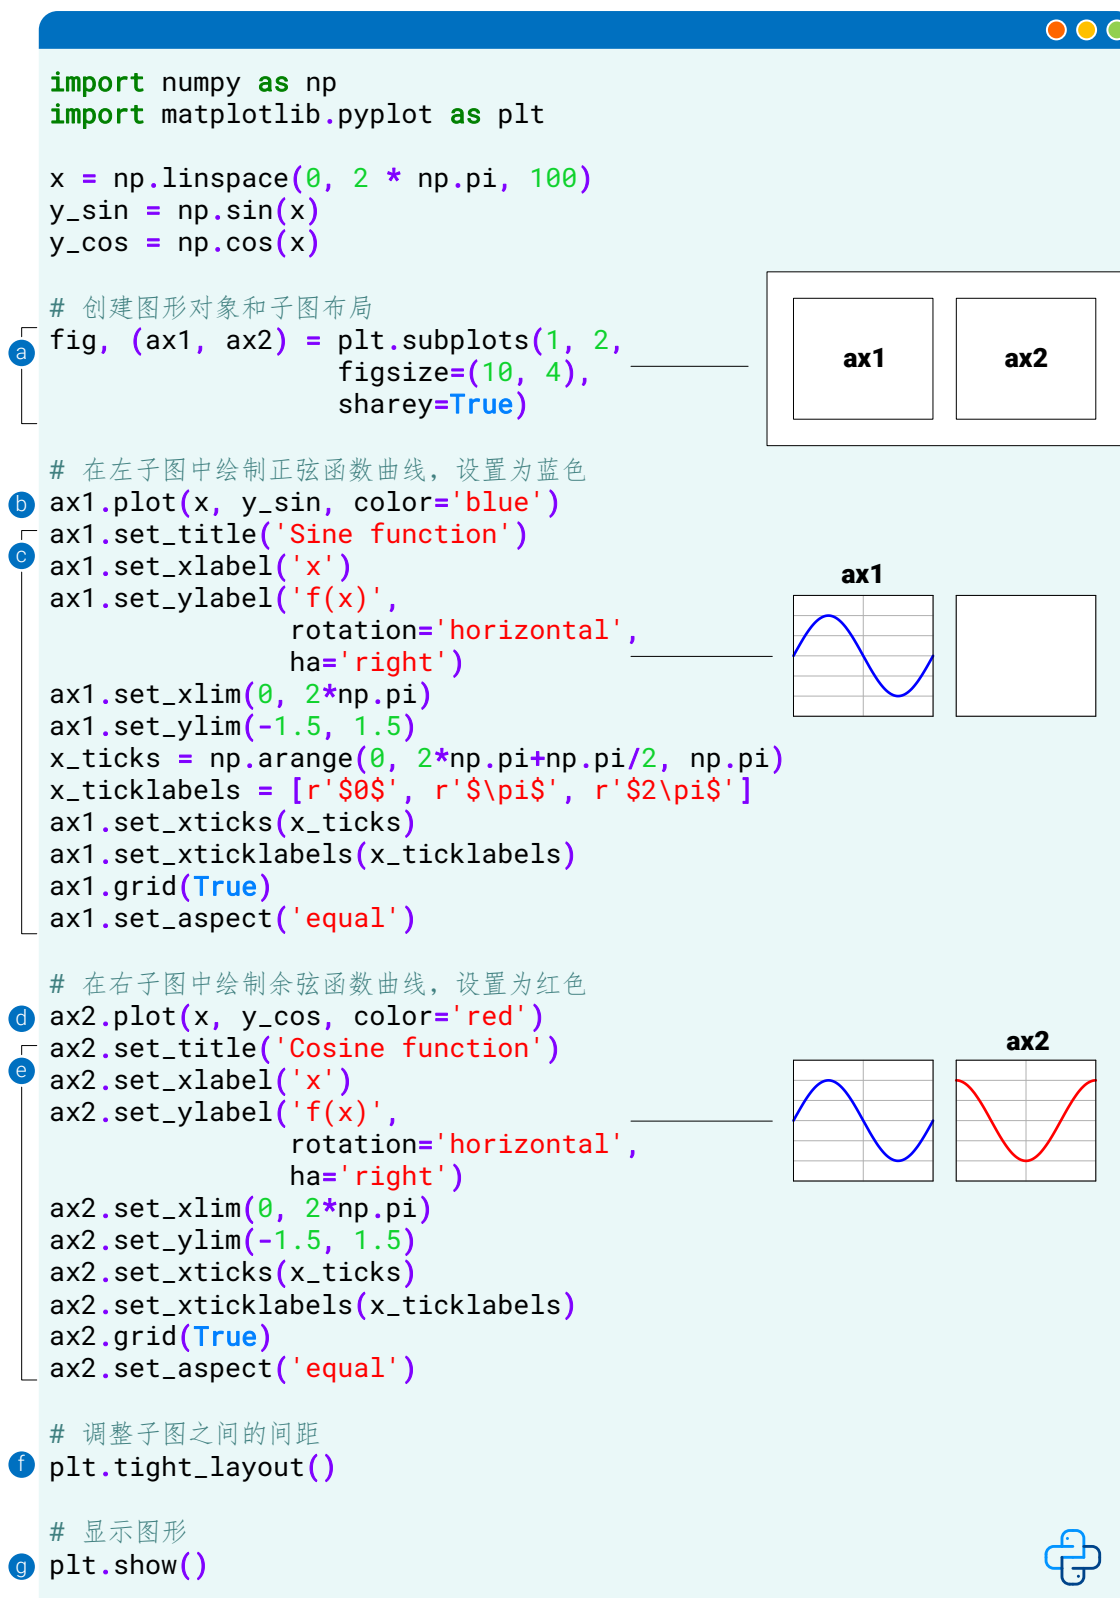 import numpy as np
import matplotlib.pyplot as plt
x = np.linspace(0, 2 * np.pi, 100)
y_sin = np.sin(x)
y_cos = np.cos(x)
# 创建图形对象和子图布局
a
fig, (ax1, ax2) = plt.subplots(1, 2,
figsize=(10, 4),
sharey=True)
ax1
ax2
# 在左子图中绘制正弦函数曲线，设置为蓝色
b
ax1.plot(x, y_sin, color='blue')
c
ax1.set_title('Sine function')
ax1.set_xlabel('x')
ax1.set_ylabel('f(x)',
rotation='horizontal',
ha='right')
ax1
ax1.set_xlim(0, 2*np.pi)
ax1.set_ylim(-1.5, 1.5)
x_ticks = np.arange(0, 2*np.pi+np.pi/2, np.pi)
x_ticklabels = [r'$0$', r'$\pi$', r'$2\pi$']
ax1.set_xticks(x_ticks)
ax1.set_xticklabels(x_ticklabels)
ax1.grid(True)
ax1.set_aspect('equal')
# 在右子图中绘制余弦函数曲线，设置为红色
d
ax2.plot(x, y_cos, color='red')
e
ax2.set_title('Cosine function')
ax2.set_xlabel('x')
ax2.set_ylabel('f(x)',
rotation='horizontal',
ha='right')
ax2
ax2.set_xlim(0, 2*np.pi)
ax2.set_ylim(-1.5, 1.5)
ax2.set_xticks(x_ticks)
ax2.set_xticklabels(x_ticklabels)
ax2.grid(True)
ax2.set_aspect('equal')
# 调整子图之间的间距
f
plt.tight_layout()
# 显示图形
g
plt.show()